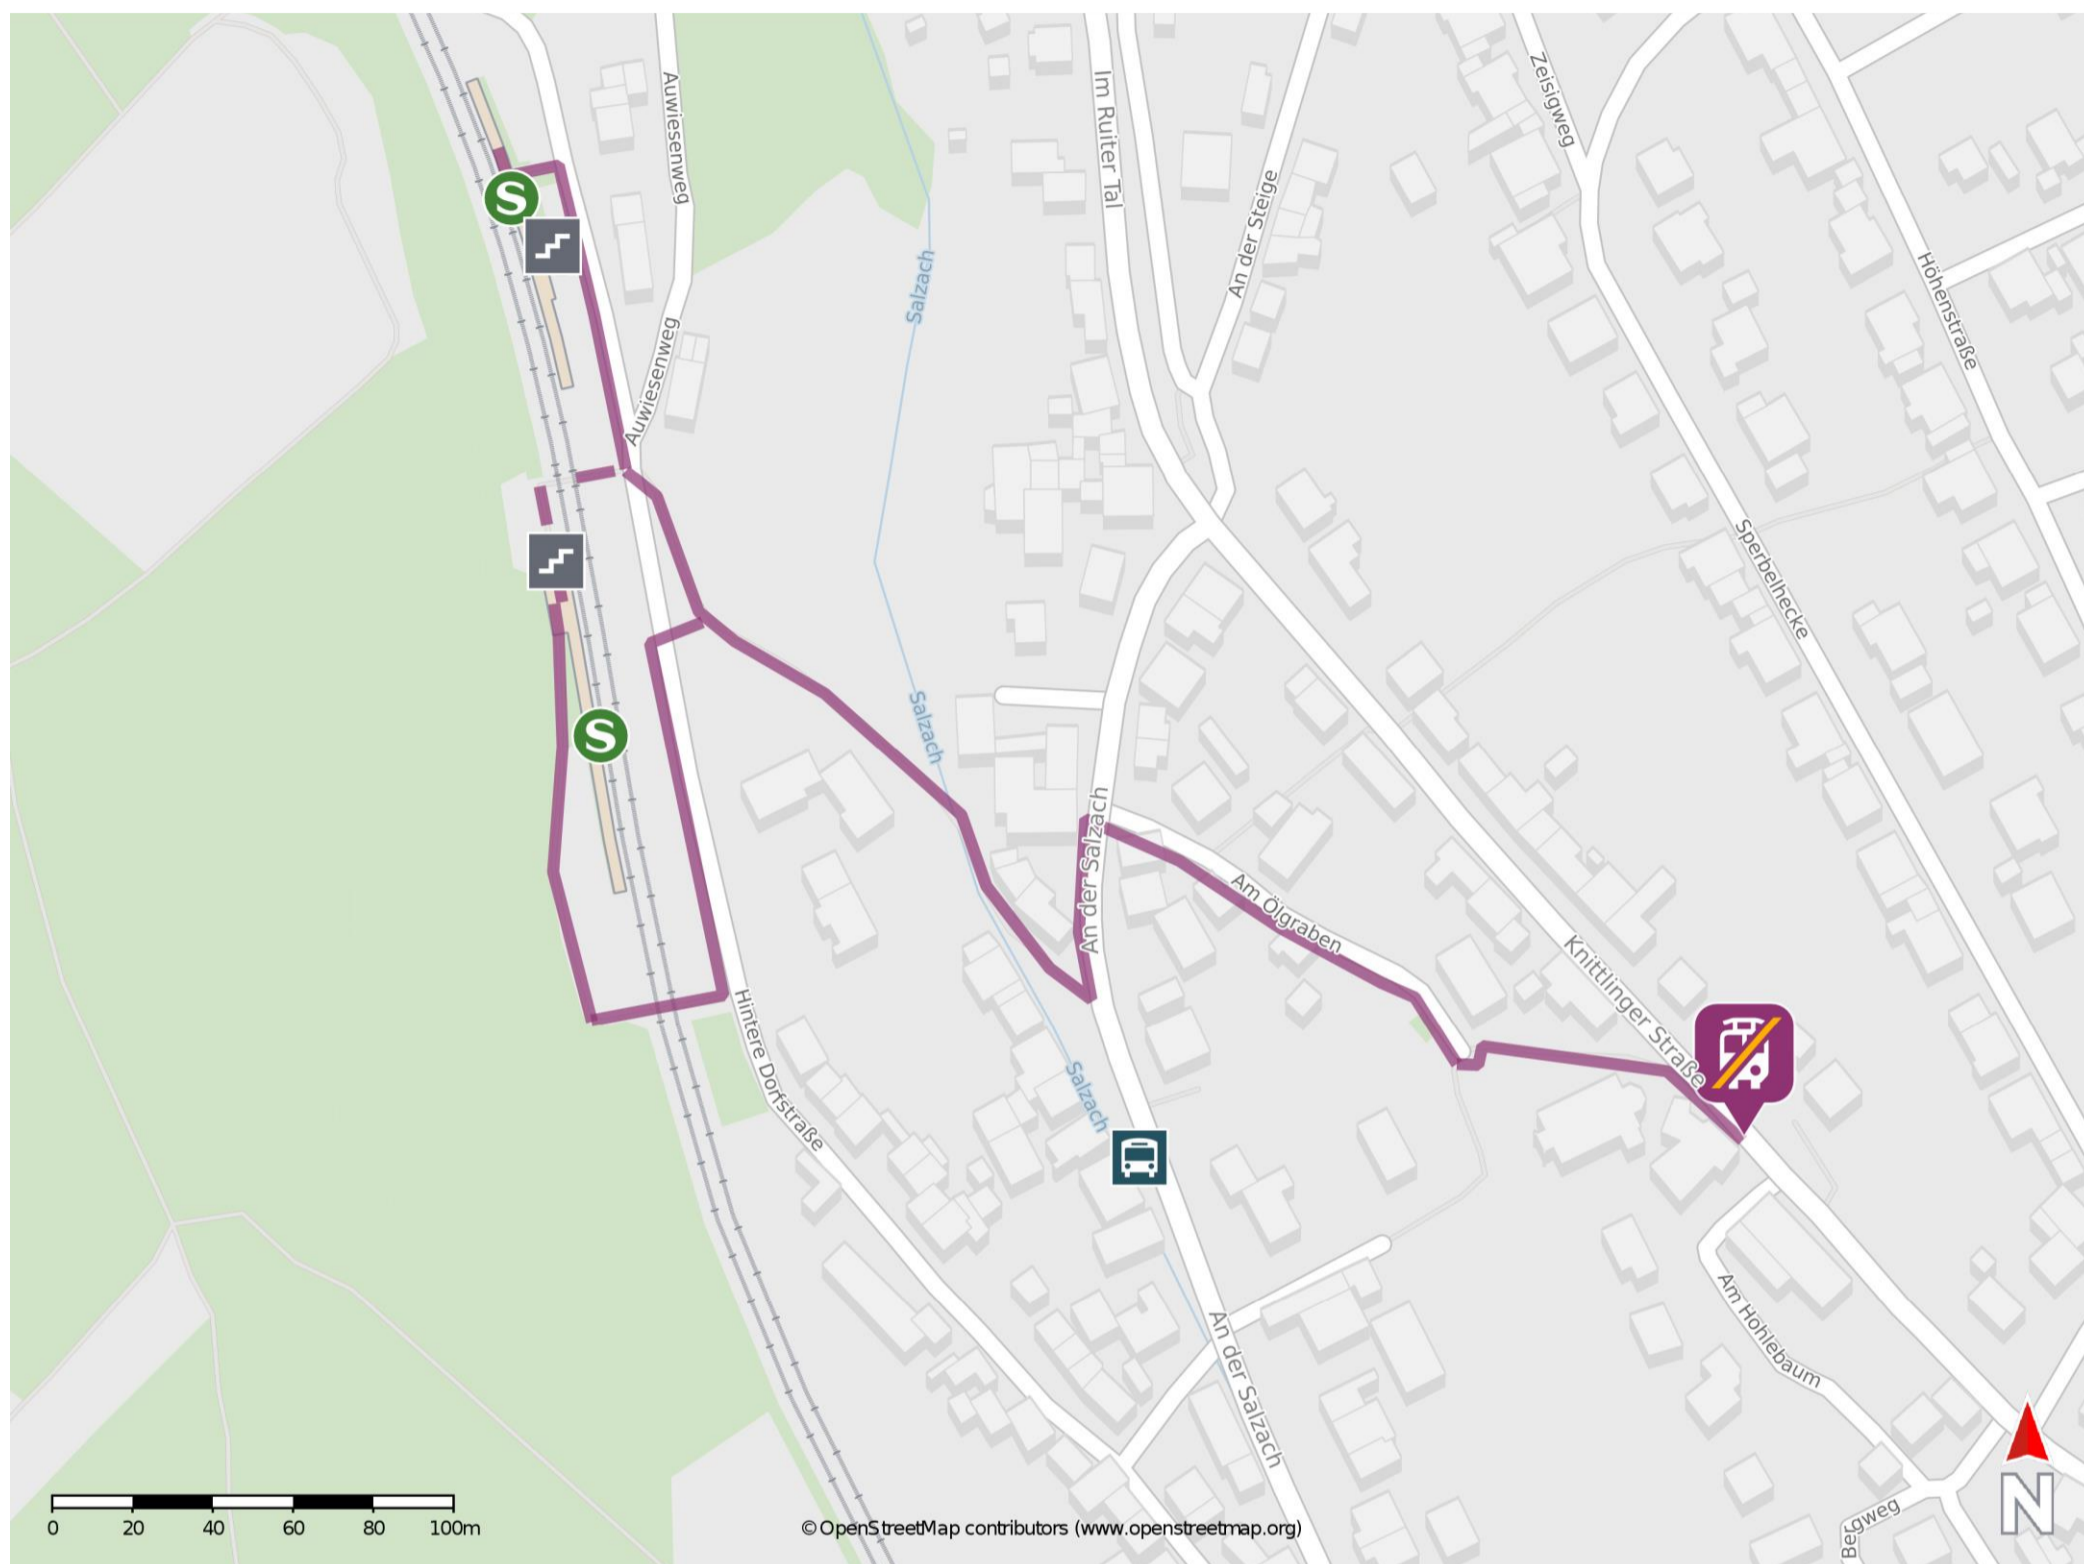 Auwiesenweg
Im Ruiter Tal
Zeisigweg
An der Steige
S
Salzach
Höhenstraße
Auwiesenweg
Sperbelhecke
Salzach
S
An der Salzach
Am Ölgraben
Knittlinger Straße
Hintere Dorfstraße
Salzach
Am Hohlebaum
An der Salzach
Bergweg
N
0 20 40 60 80 100m
© OpenStreetMap contributors (www.openstreetmap.org)